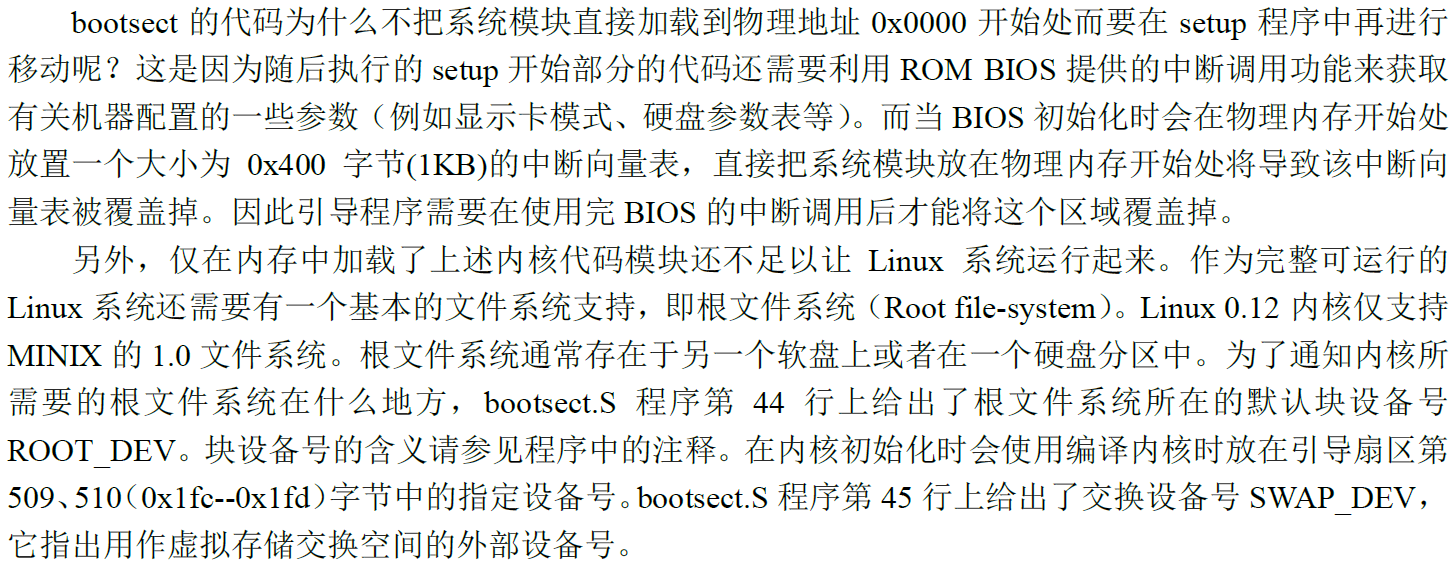 bootsect 的代码为什么不把系统模块直接加载到物理地址 0x0000 开始处而要在 setup 程序中再进行
移动呢？这是因为随后执行的 setup 开始部分的代码还需要利用 ROM BIOS 提供的中断调用功能来获取
有关机器配置的一些参数（例如显示卡模式、硬盘参数表等）。而当 BIOS 初始化时会在物理内存开始处
放置一个大小为 0x400 字节(1KB)的中断向量表，直接把系统模块放在物理内存开始处将导致该中断向
量表被覆盖掉。因此引导程序需要在使用完 BIOS 的中断调用后才能将这个区域覆盖掉。
另外，仅在内存中加载了上述内核代码模块还不足以让 Linux 系统运行起来。作为完整可运行的
Linux 系统还需要有一个基本的文件系统支持，即根文件系统（Root file-system）。Linux 0.12 内核仅支持
MINIX 的 1.0 文件系统。根文件系统通常存在于另一个软盘上或者在一个硬盘分区中。为了通知内核所
需要的根文件系统在什么地方，bootsect.S 程序第 44 行上给出了根文件系统所在的默认块设备号
ROOT_DEV。块设备号的含义请参见程序中的注释。在内核初始化时会使用编译内核时放在引导扇区第
509、510（0x1fc--0x1fd）字节中的指定设备号。bootsect.S 程序第 45 行上给出了交换设备号 SWAP_DEV，
它指出用作虚拟存储交换空间的外部设备号。